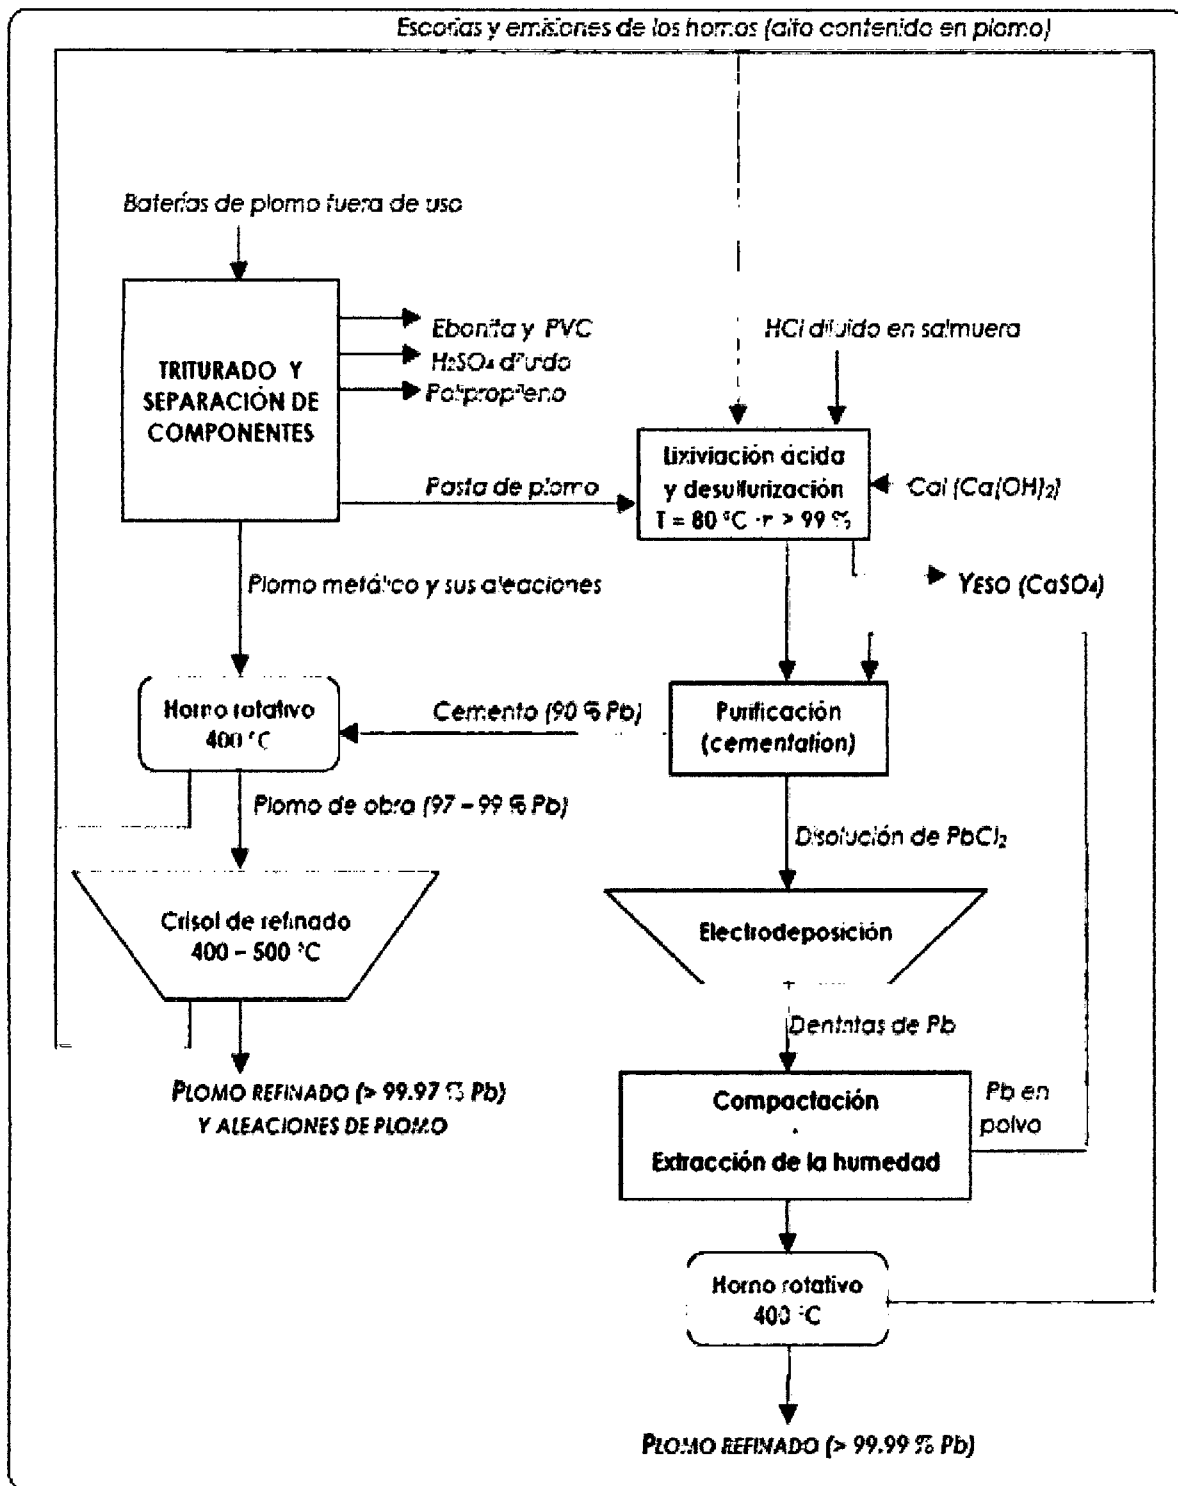 Escorias y emisiones de los hornos (alto contenido en plomo)
Baterías de plomo fuera de uso
TRITURADO Y
SEPARACIÓN DE
COMPONENTES
Ebonita y PVC
H₂SO₄ diluido
Polipropileno
HCl diluido en salmuera
Lixiviación ácida
y desulfurización
T = 80 °C · η > 99 %
Pasta de plomo
Cal (Ca(OH)₂)
YESO (CaSO₄)
Plomo metálico y sus aleaciones
Horno rotativo
400 °C
Cemento (90 % Pb)
Purificación
(cementation)
Plomo de obra (97 – 99 % Pb)
Disolución de PbCl₂
Crisol de refinado
400 – 500 °C
Electrodeposición
Dentritas de Pb
PLOMO REFINADO (> 99.97 % Pb)
Y ALEACIONES DE PLOMO
Compactación
·
Extracción de la humedad
Pb en
polvo
Horno rotativo
400 °C
PLOMO REFINADO (> 99.99 % Pb)